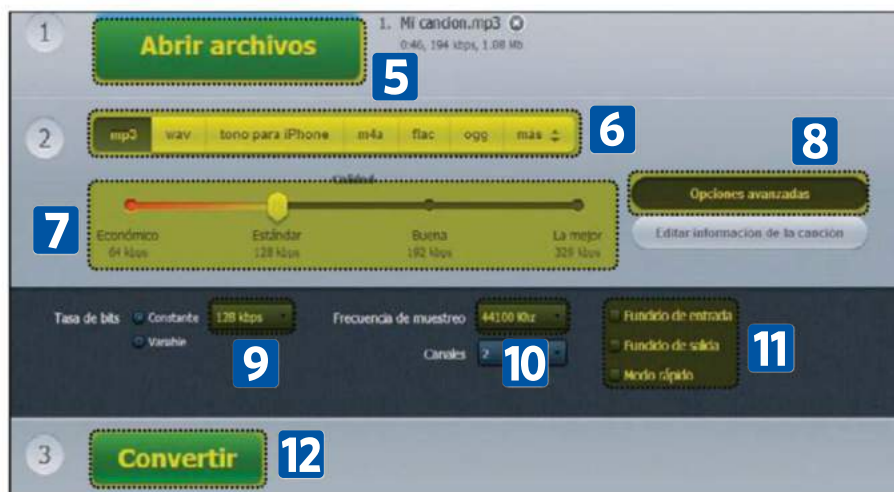 1
Abrir archivos
1. Mi cancion.mp3
0:46, 194 kbps, 1.08 Mb
5
2
mp3 wav tono para iPhone m4a flac ogg más
6
8
Calidad
7
Económico Estándar Buena La mejor
64 kbps 128 kbps 192 kbps 320 kbps
Opciones avanzadas
Editar información de la canción
Tasa de bits Constante 128 kbps
Variable
9
Frecuencia de muestreo 44100 Khz
Canales 2
10
Fundido de entrada
Fundido de salida
Modo rápido
11
3
Convertir
12